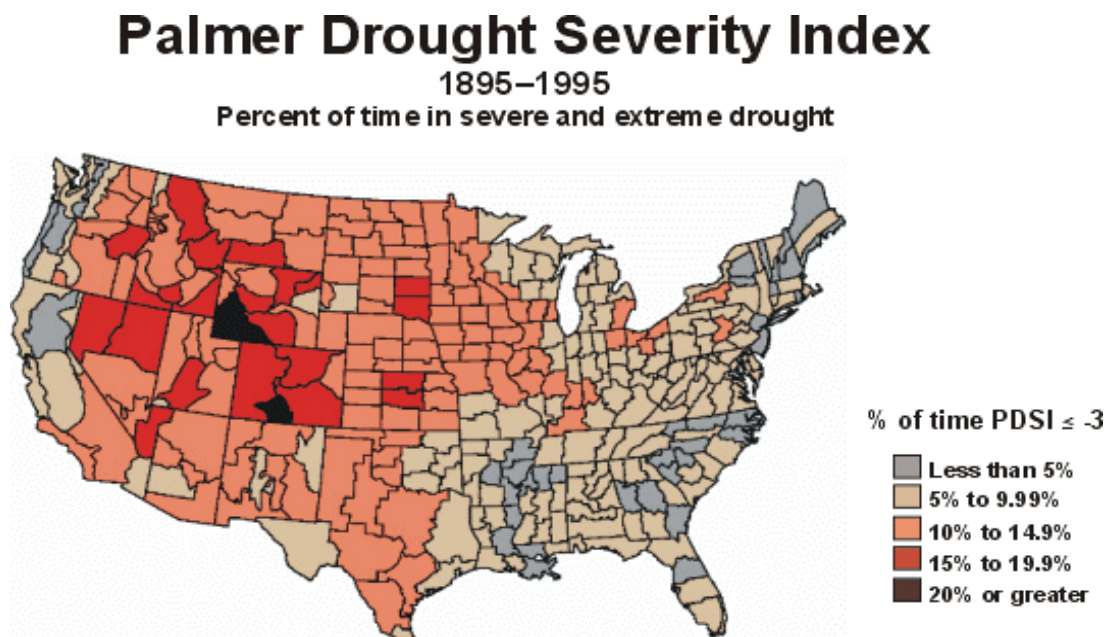 Palmer Drought Severity Index
1895–1995
Percent of time in severe and extreme drought
% of time PDSI ≤ -3
Less than 5%
5% to 9.99%
10% to 14.9%
15% to 19.9%
20% or greater